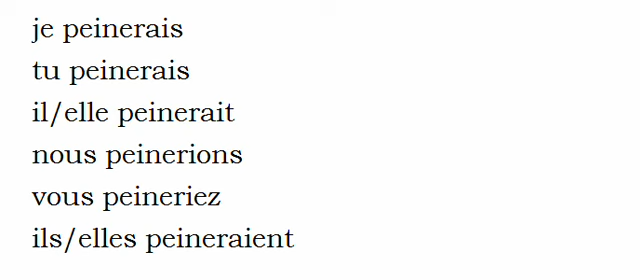 je peinerais
tu peinerais
il/elle peinerait
nous peinerions
vous peineriez
ils/elles peineraient